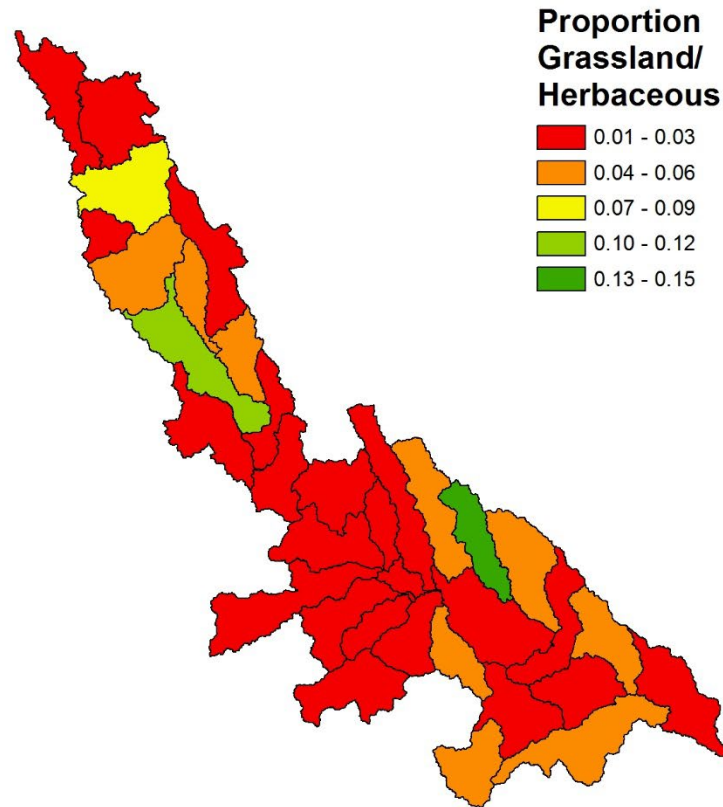 Proportion
Grassland/
Herbaceous
0.01 - 0.03
0.04 - 0.06
0.07 - 0.09
0.10 - 0.12
0.13 - 0.15